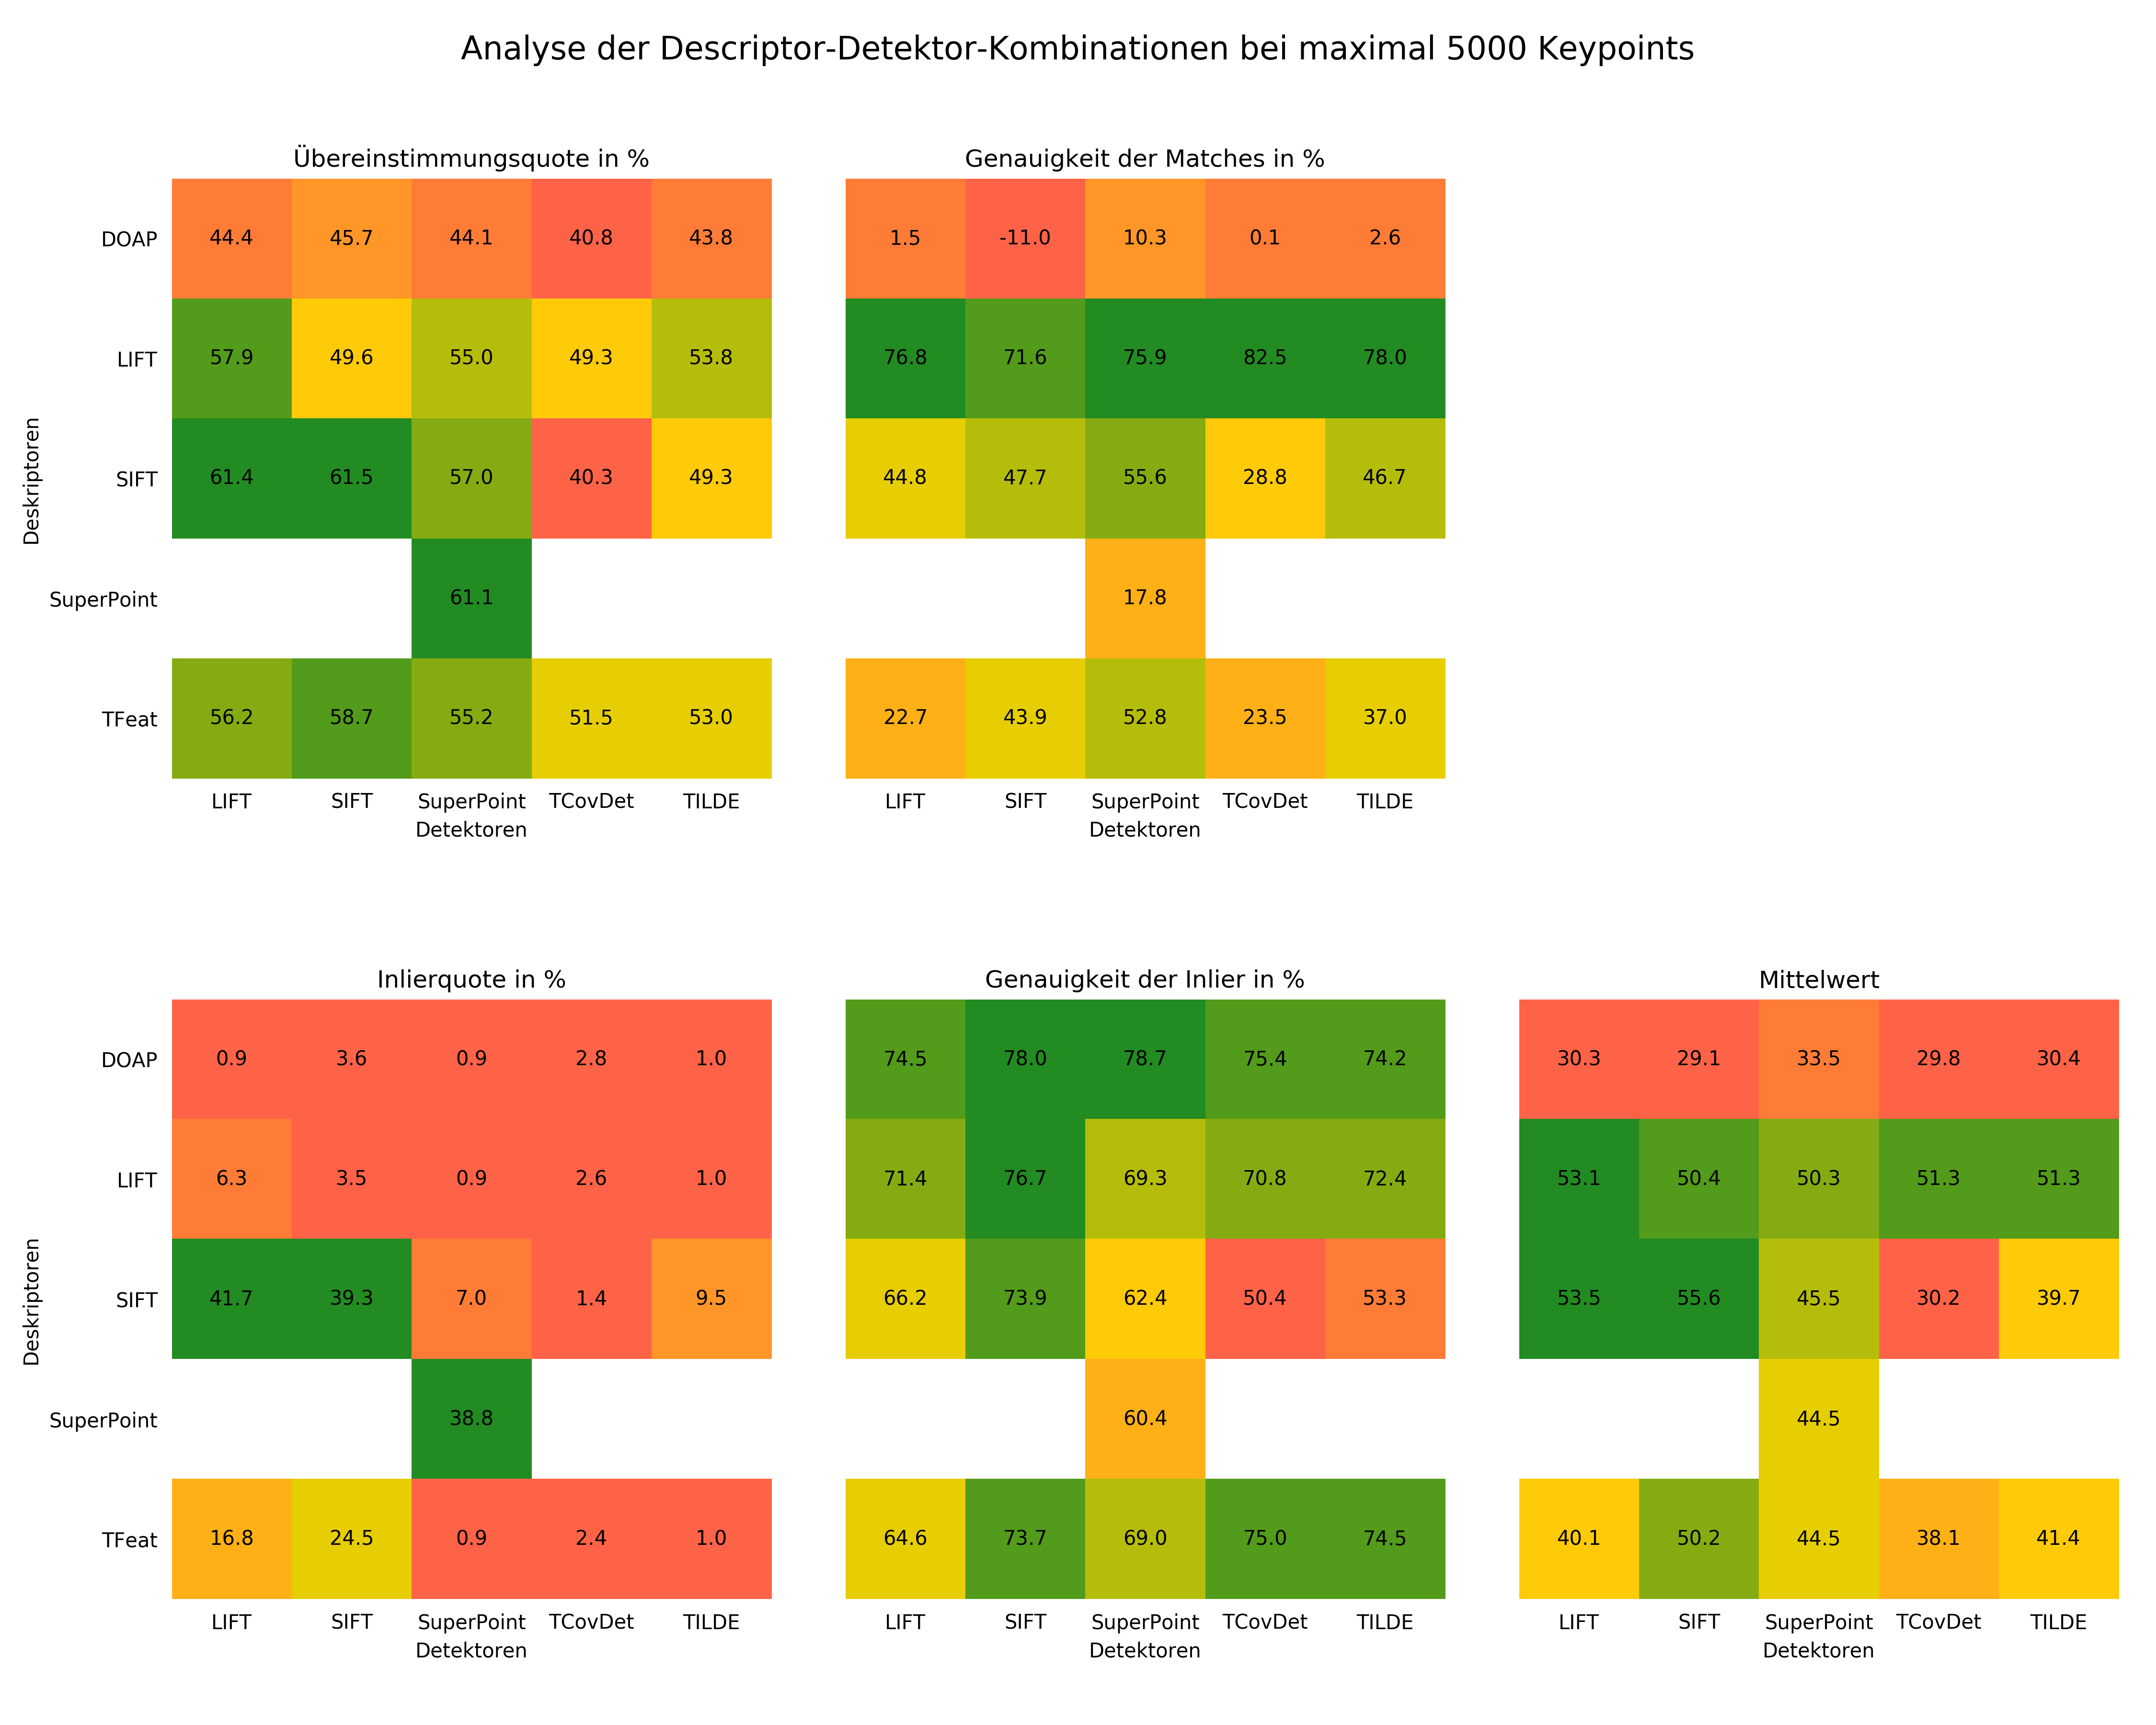 Analyse der Descriptor-Detektor-Kombinationen bei maximal 5000 Keypoints
Übereinstimmungsquote in %
Deskriptoren
DOAP 44.4 45.7 44.1 40.8 43.8
LIFT 57.9 49.6 55.0 49.3 53.8
SIFT 61.4 61.5 57.0 40.3 49.3
SuperPoint 61.1
TFeat 56.2 58.7 55.2 51.5 53.0
LIFT SIFT SuperPoint TCovDet TILDE
Detektoren
Genauigkeit der Matches in %
1.5 -11.0 10.3 0.1 2.6
76.8 71.6 75.9 82.5 78.0
44.8 47.7 55.6 28.8 46.7
17.8
22.7 43.9 52.8 23.5 37.0
LIFT SIFT SuperPoint TCovDet TILDE
Detektoren
Inlierquote in %
Deskriptoren
DOAP 0.9 3.6 0.9 2.8 1.0
LIFT 6.3 3.5 0.9 2.6 1.0
SIFT 41.7 39.3 7.0 1.4 9.5
SuperPoint 38.8
TFeat 16.8 24.5 0.9 2.4 1.0
LIFT SIFT SuperPoint TCovDet TILDE
Detektoren
Genauigkeit der Inlier in %
74.5 78.0 78.7 75.4 74.2
71.4 76.7 69.3 70.8 72.4
66.2 73.9 62.4 50.4 53.3
60.4
64.6 73.7 69.0 75.0 74.5
LIFT SIFT SuperPoint TCovDet TILDE
Detektoren
Mittelwert
30.3 29.1 33.5 29.8 30.4
53.1 50.4 50.3 51.3 51.3
53.5 55.6 45.5 30.2 39.7
44.5
40.1 50.2 44.5 38.1 41.4
LIFT SIFT SuperPoint TCovDet TILDE
Detektoren